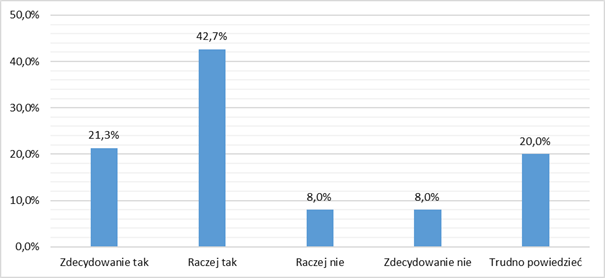 50,0%
42,7%
40,0%
30,0%
21,3%
20,0%
20,0%
10,0%
8,0%
8,0%
0,0%
Zdecydowanie tak
Raczej tak
Raczej nie
Zdecydowanie nie
Trudno powiedzieć